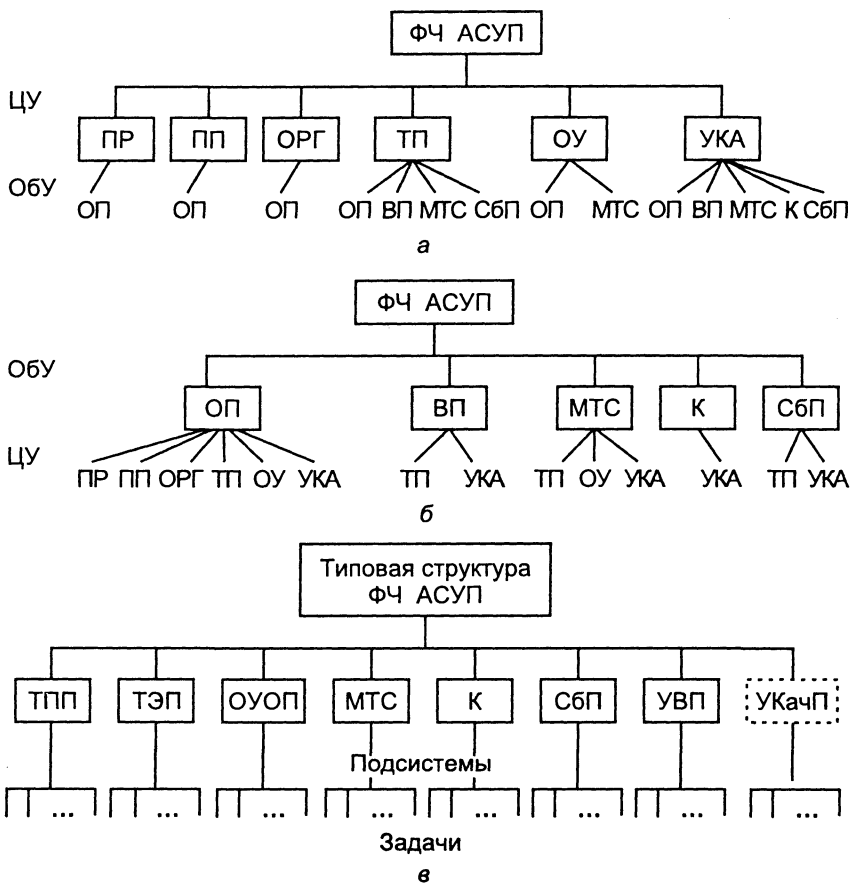 ФЧ АСУП
ЦУ
ПР ПП ОРГ ТП ОУ УКА
ОбУ
ОП ОП ОП ОП ВП МТС СбП ОП МТС ОП ВП МТС К СбП
а
ФЧ АСУП
ОбУ
ОП ВП МТС К СбП
ЦУ
ПР ПП ОРГ ТП ОУ УКА ТП УКА ТП ОУ УКА УКА ТП УКА
б
Типовая структура
ФЧ АСУП
ТПП ТЭП ОУОП МТС К СбП УВП УКачП
Подсистемы
... ... ... ... ... ... ... ...
Задачи
в